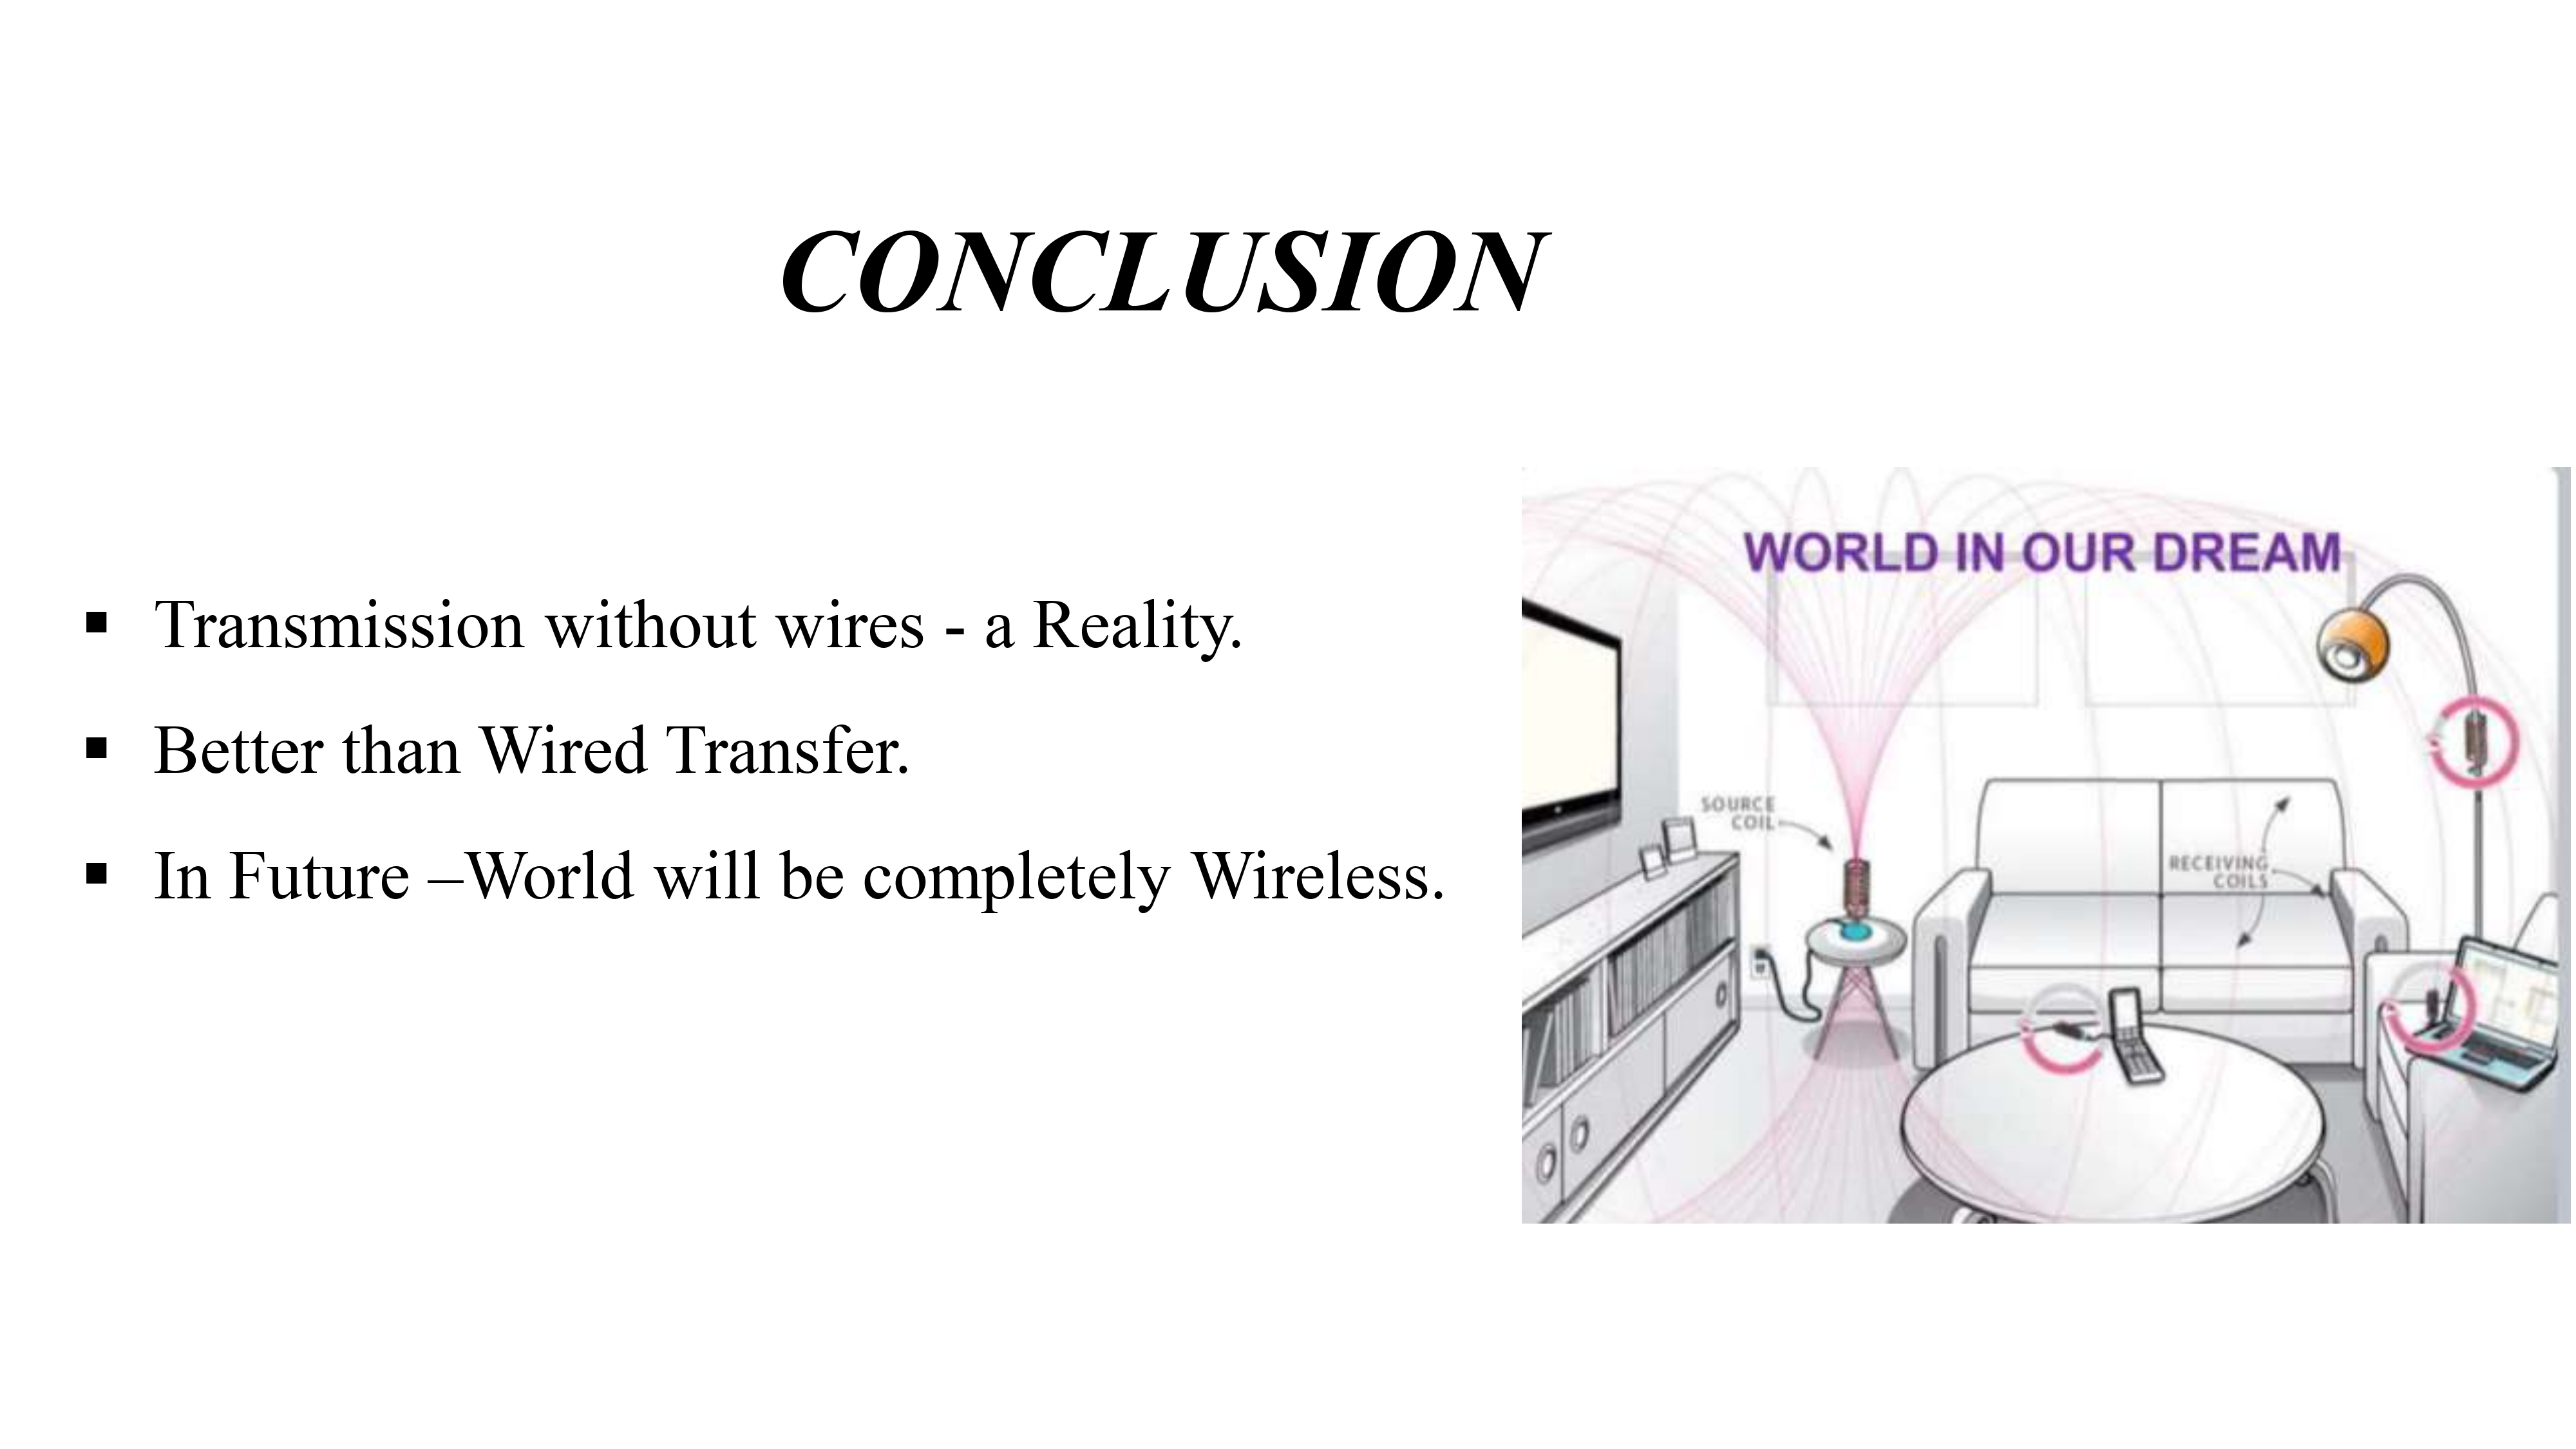 CONCLUSION
▪ Transmission without wires - a Reality.
▪ Better than Wired Transfer.
▪ In Future –World will be completely Wireless.
WORLD IN OUR DREAM
SOURCE
COIL
RECEIVING
COILS